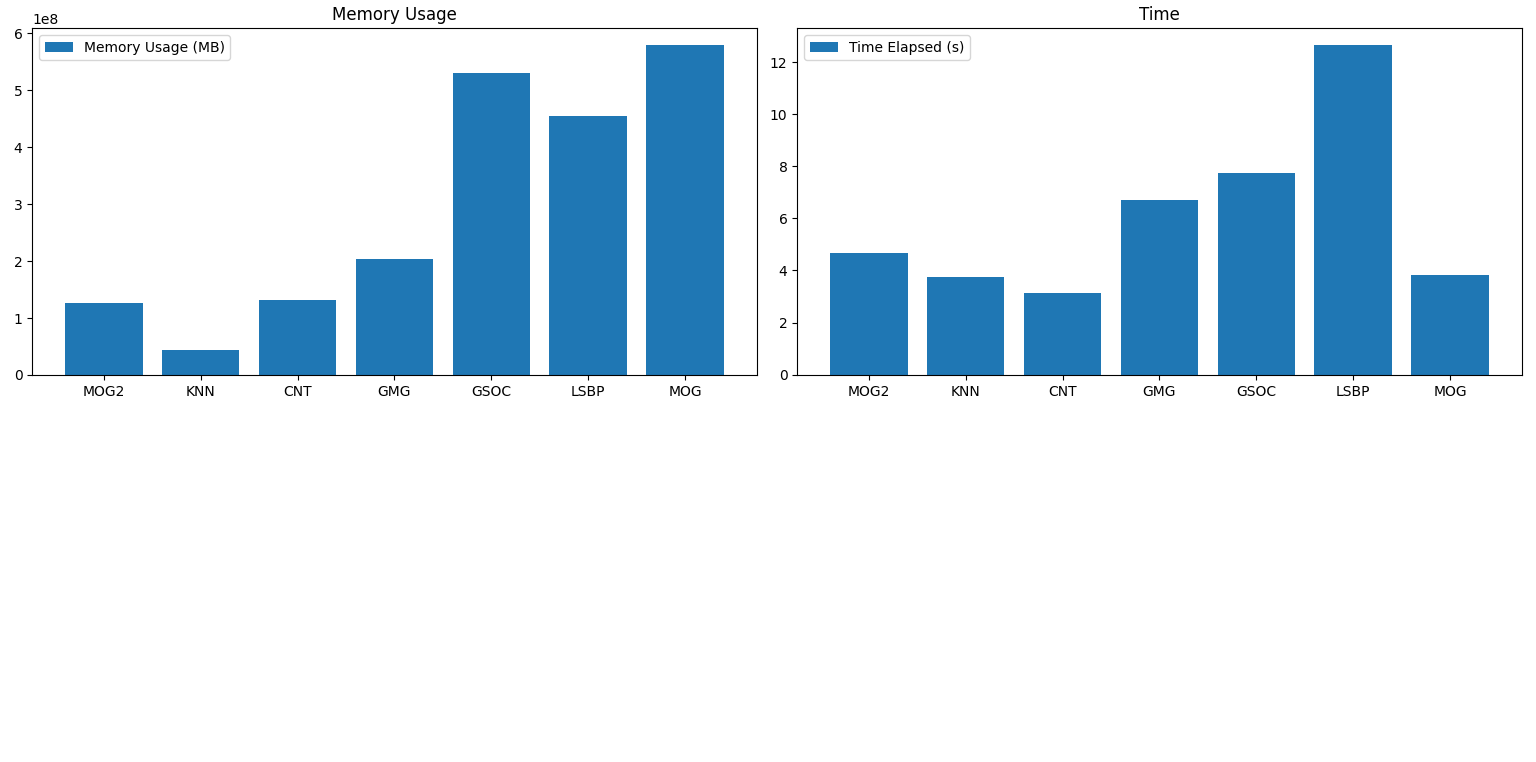 Memory Usage
1e8
Memory Usage (MB)
6
5
4
3
2
1
0
MOG2 KNN CNT GMG GSOC LSBP MOG
Time
Time Elapsed (s)
12
10
8
6
4
2
0
MOG2 KNN CNT GMG GSOC LSBP MOG